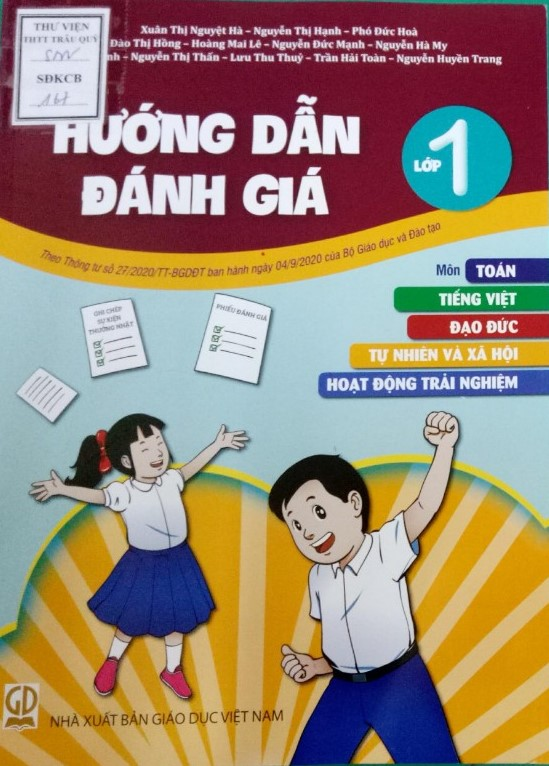 THƯ VIỆN
THTT TRÂU QUỲ
SĐKCB
167
Xuân Thị Nguyệt Hà – Nguyễn Thị Hạnh – Phó Đức Hoà
Đào Thị Hồng – Hoàng Mai Lê – Nguyễn Đức Mạnh – Nguyễn Hà My
– Nguyễn Thị Thấn – Lưu Thu Thuỷ – Trần Hải Toàn – Nguyễn Huyền Trang
HƯỚNG DẪN
ĐÁNH GIÁ
LỚP 1
Theo Thông tư số 27/2020/TT-BGDĐT ban hành ngày 04/9/2020 của Bộ Giáo dục và Đào tạo
Môn TOÁN
TIẾNG VIỆT
ĐẠO ĐỨC
TỰ NHIÊN VÀ XÃ HỘI
HOẠT ĐỘNG TRẢI NGHIỆM
GHI CHÉP
SỰ KIỆN
THƯỜNG NHẬT
PHIẾU ĐÁNH GIÁ
GD
NHÀ XUẤT BẢN GIÁO DỤC VIỆT NAM